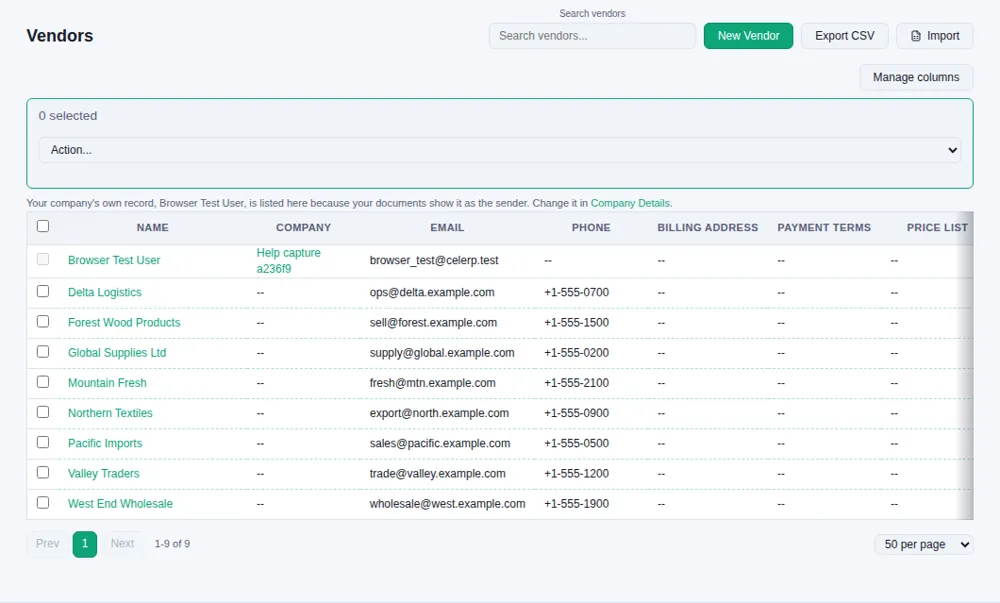 Search vendors
Vendors
Search vendors...
New Vendor
Export CSV
Import
Manage columns
0 selected
Action...
Your company's own record, Browser Test User, is listed here because your documents show it as the sender. Change it in Company Details.
NAME COMPANY EMAIL PHONE BILLING ADDRESS PAYMENT TERMS PRICE LIST
Browser Test User Help capture a236f9 browser_test@celerp.test -- -- -- --
Delta Logistics -- ops@delta.example.com +1-555-0700 -- -- --
Forest Wood Products -- sell@forest.example.com +1-555-1500 -- -- --
Global Supplies Ltd -- supply@global.example.com +1-555-0200 -- -- --
Mountain Fresh -- fresh@mtn.example.com +1-555-2100 -- -- --
Northern Textiles -- export@north.example.com +1-555-0900 -- -- --
Pacific Imports -- sales@pacific.example.com +1-555-0500 -- -- --
Valley Traders -- trade@valley.example.com +1-555-1200 -- -- --
West End Wholesale -- wholesale@west.example.com +1-555-1900 -- -- --
Prev 1 Next 1-9 of 9 50 per page